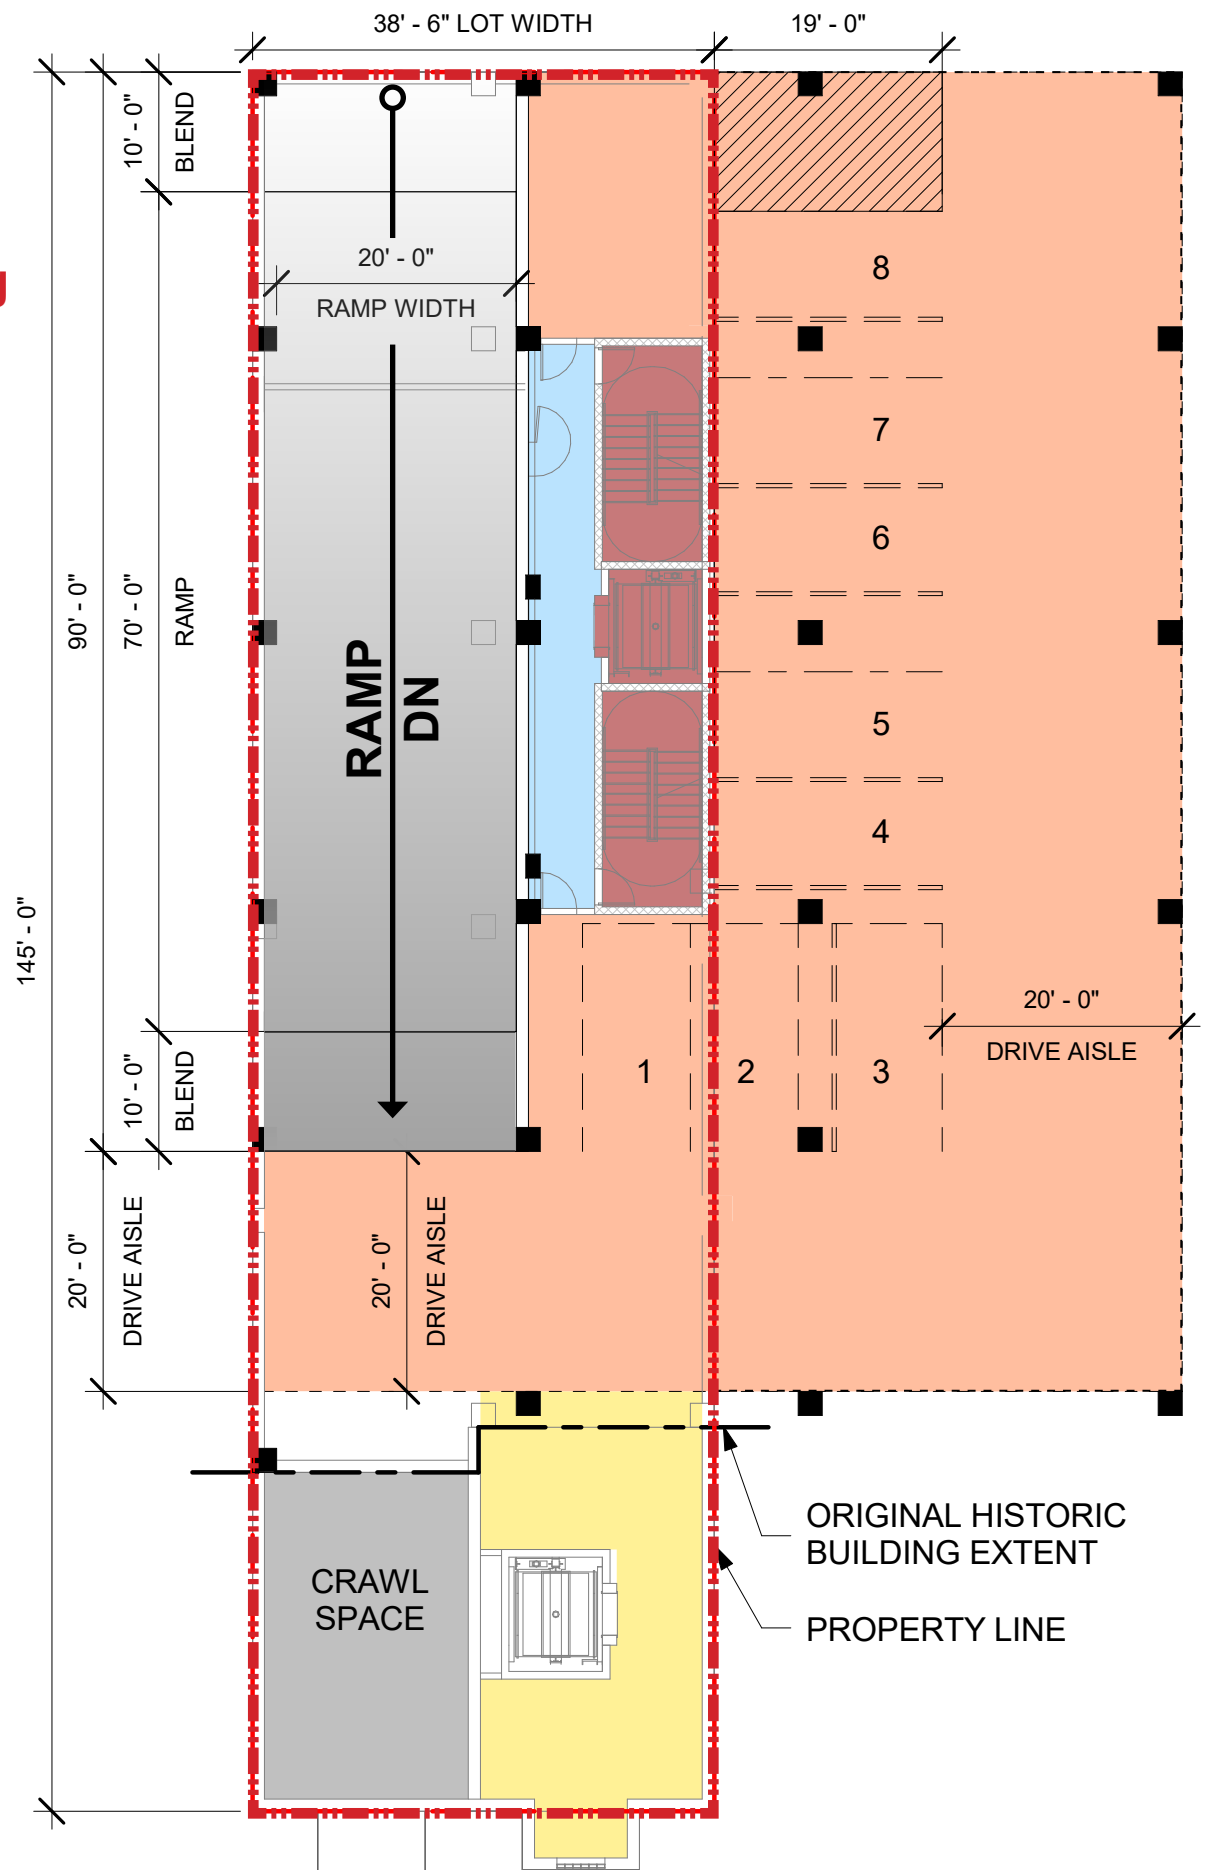 38' - 6" LOT WIDTH
19' - 0"
10' - 0"
BLEND
20' - 0"
RAMP WIDTH
8
7
6
90' - 0"
70' - 0"
RAMP
RAMP
DN
5
4
145' - 0"
20' - 0"
DRIVE AISLE
10' - 0"
BLEND
1
2
3
20' - 0"
DRIVE AISLE
20' - 0"
DRIVE AISLE
ORIGINAL HISTORIC
BUILDING EXTENT
CRAWL
SPACE
PROPERTY LINE